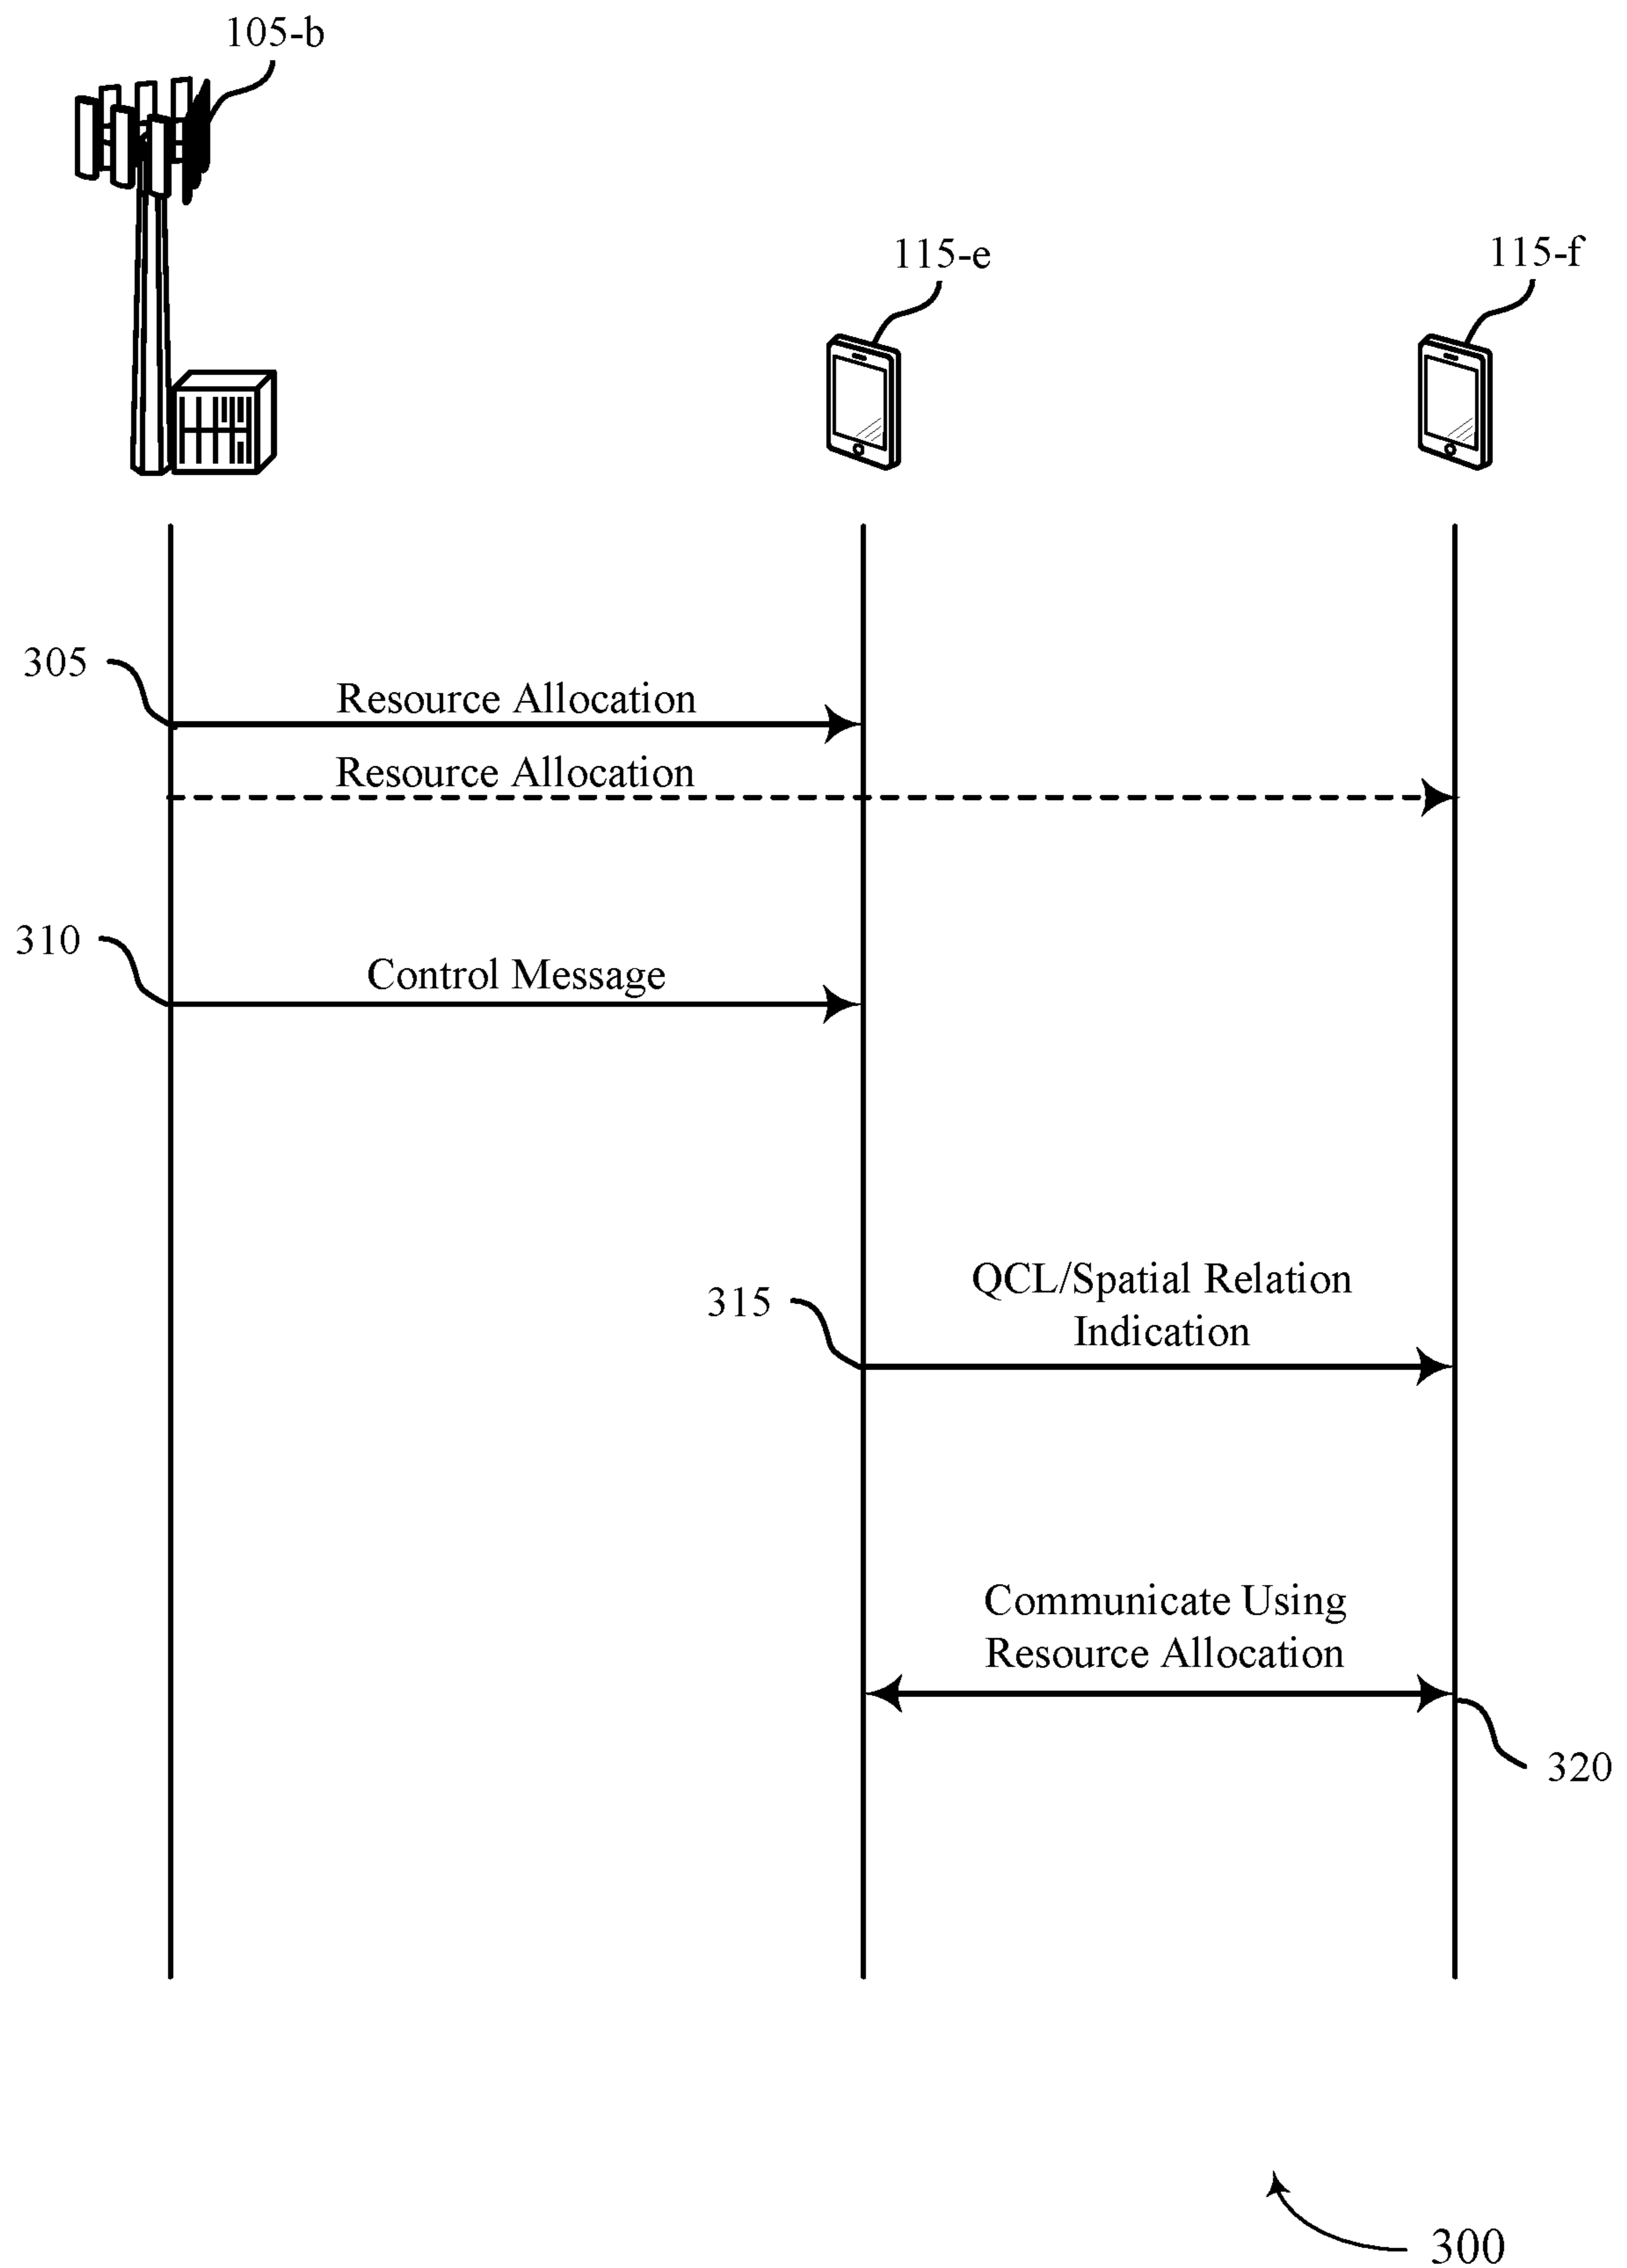 105-b
115-e
115-f
305
Resource Allocation
Resource Allocation
310
Control Message
315
QCL/Spatial Relation
Indication
Communicate Using
Resource Allocation
320
300